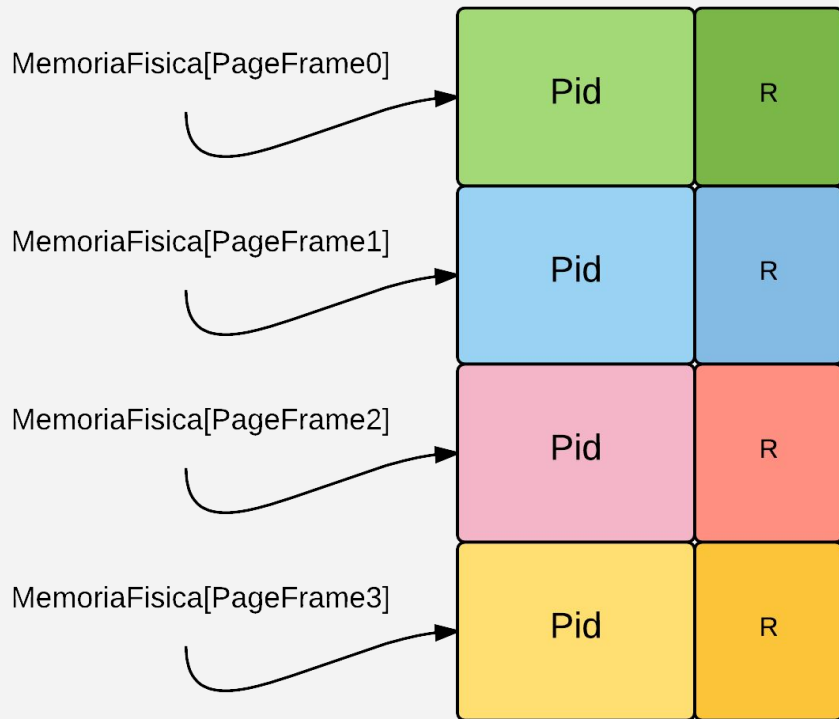 MemoriaFisica[PageFrame0]
Pid
R
MemoriaFisica[PageFrame1]
Pid
R
MemoriaFisica[PageFrame2]
Pid
R
MemoriaFisica[PageFrame3]
Pid
R